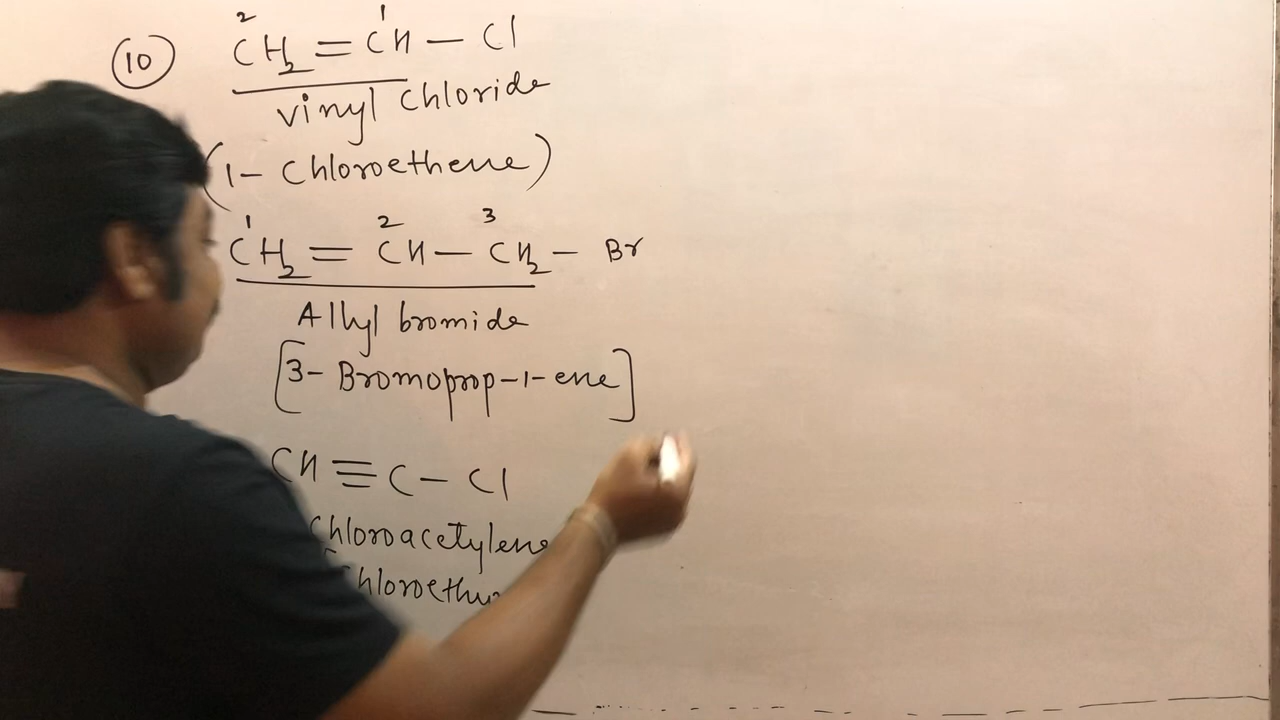 10
2 1
CH2 = CH – Cl
vinyl chloride
(1- Chloroethene)
1 2 3
CH2 = CH – CH2 – Br
Allyl bromide
[3- Bromoprop-1-ene]
CH ≡ C – Cl
Chloroacetylene